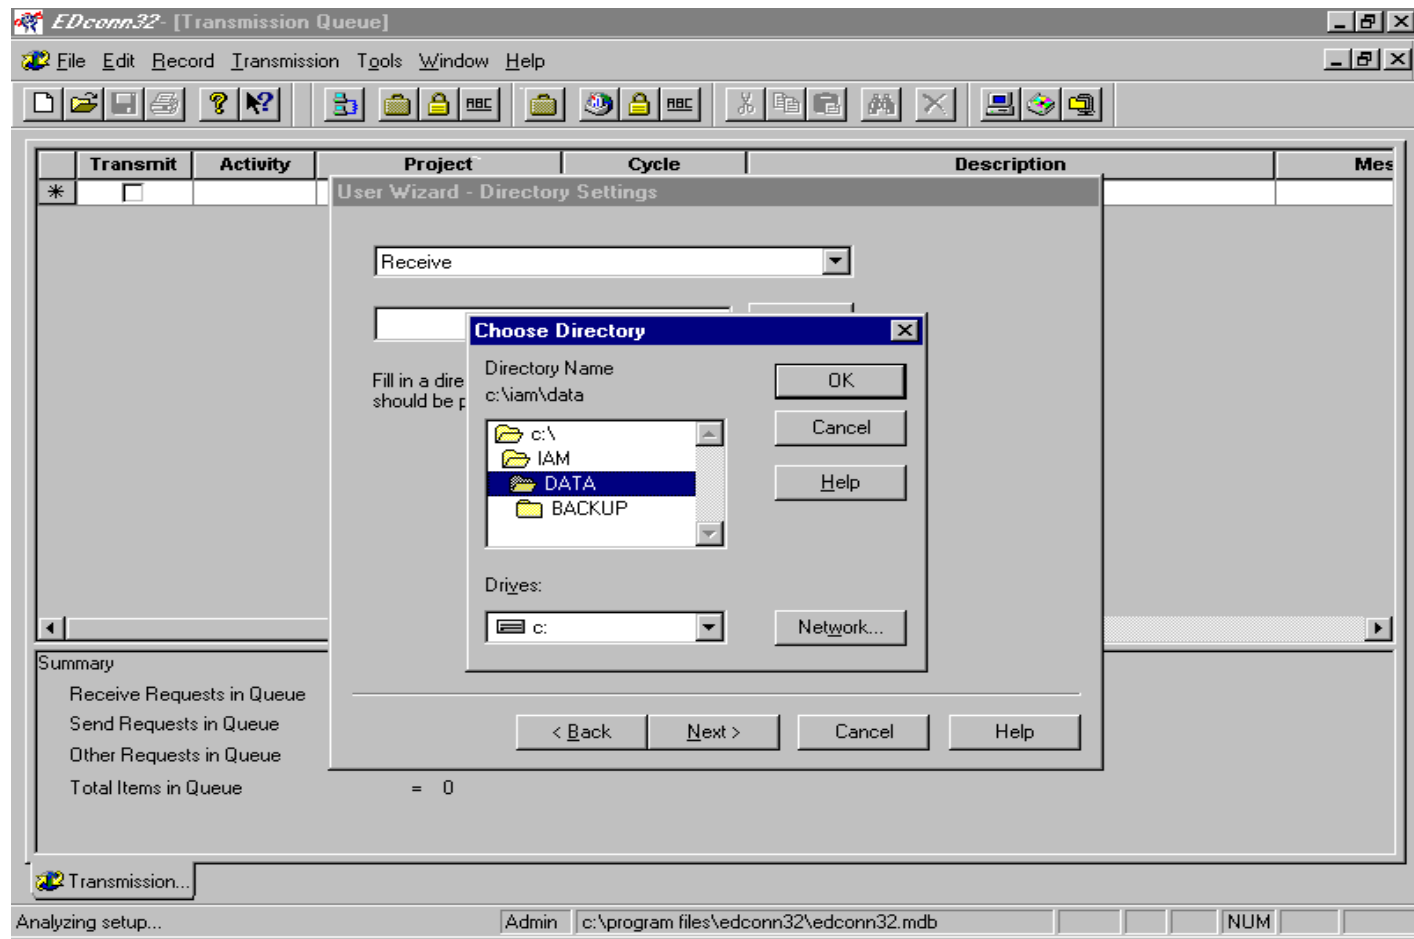 EDconn32- [Transmission Queue]
File Edit Record Transmission Tools Window Help
ABC ABC
Transmit Activity Project Cycle Description Mes
User Wizard - Directory Settings
Receive
Choose Directory
Directory Name
c:\iam\data
Fill in a dire
should be p
c:\
IAM
DATA
BACKUP
OK
Cancel
Help
Drives:
c:
Network...
Summary
Receive Requests in Queue
Send Requests in Queue
Other Requests in Queue
Total Items in Queue = 0
< Back Next > Cancel Help
Transmission...
Analyzing setup... Admin c:\program files\edconn32\edconn32.mdb NUM